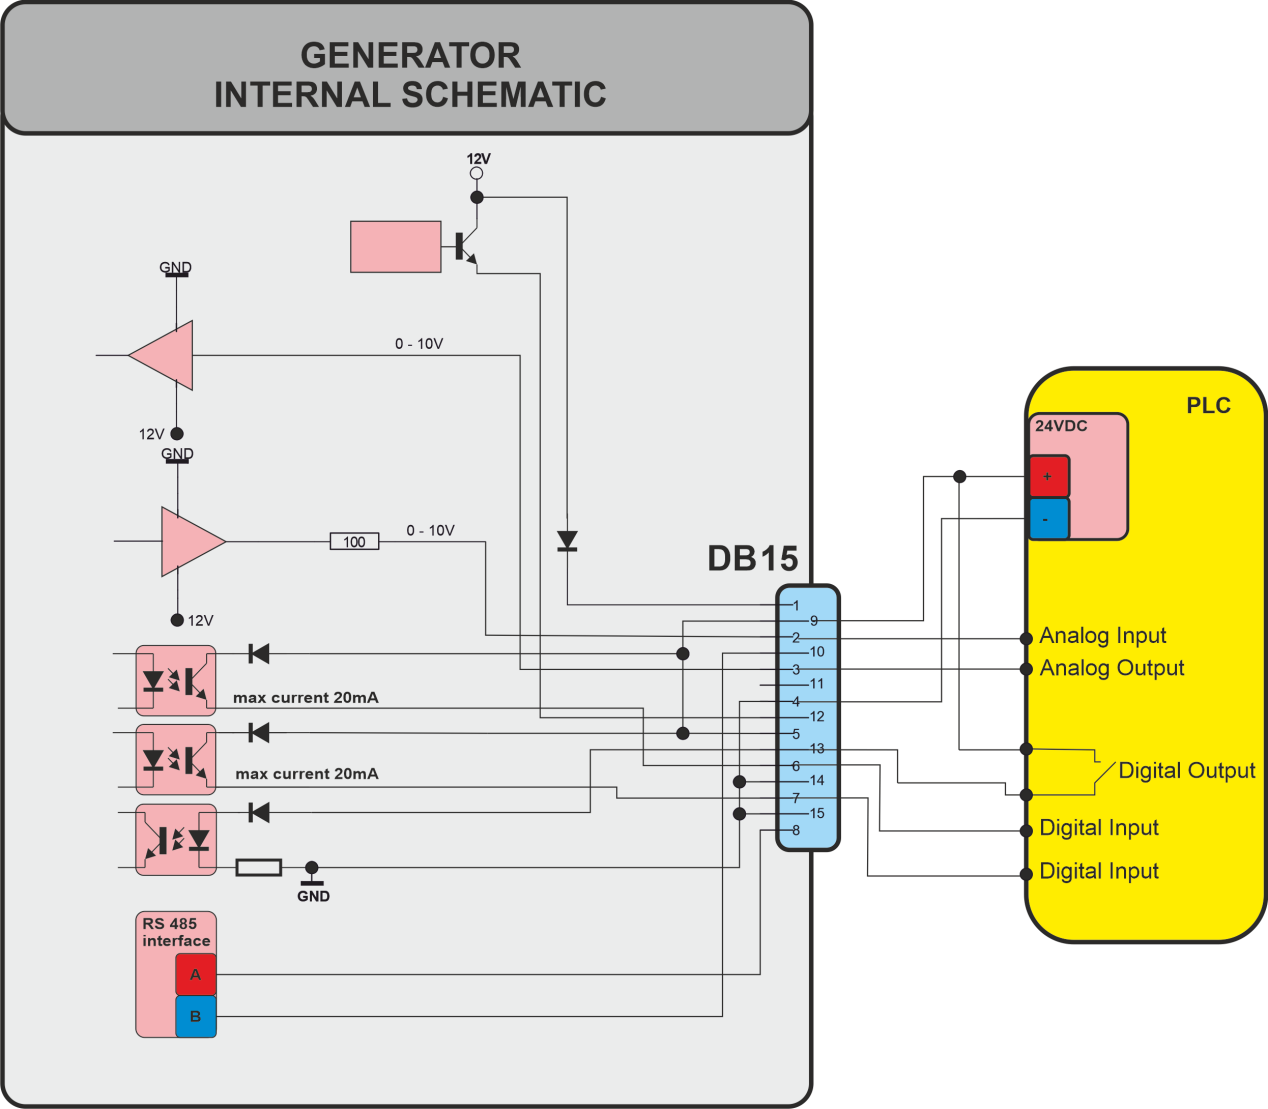 GENERATOR
INTERNAL SCHEMATIC
12V
GND
0 - 10V
12V
GND
100
0 - 10V
12V
DB15
1
9
2
10
3
11
4
12
5
13
6
14
7
15
8
max current 20mA
max current 20mA
GND
RS 485
interface
A
B
PLC
24VDC
+
-
Analog Input
Analog Output
Digital Output
Digital Input
Digital Input